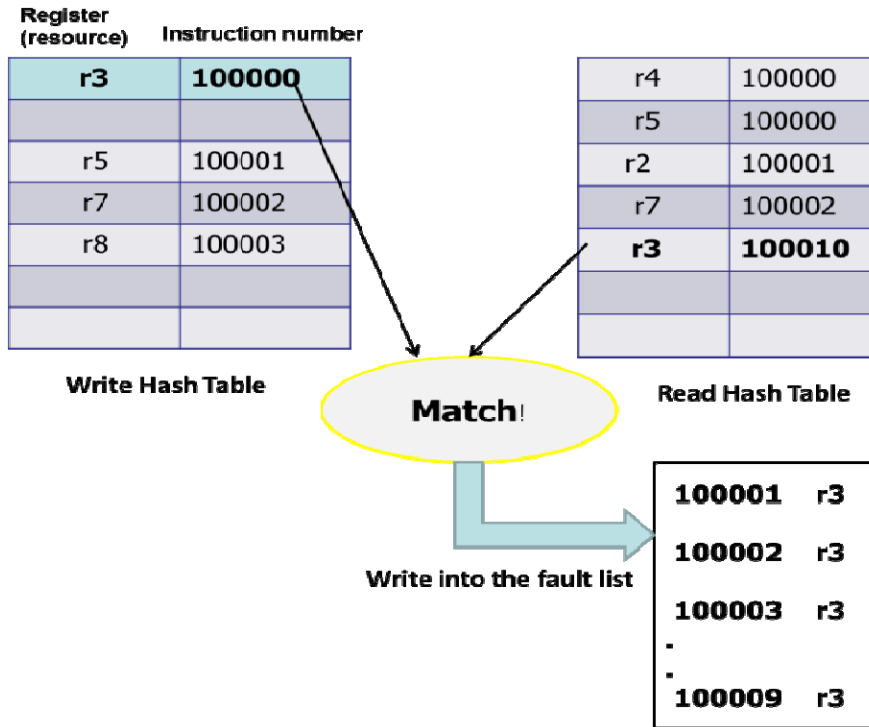 Register
(resource)
Instruction number
r3 100000
r5 100001
r7 100002
r8 100003
Write Hash Table
r4 100000
r5 100000
r2 100001
r7 100002
r3 100010
Read Hash Table
Match!
Write into the fault list
100001 r3
100002 r3
100003 r3
.
.
100009 r3